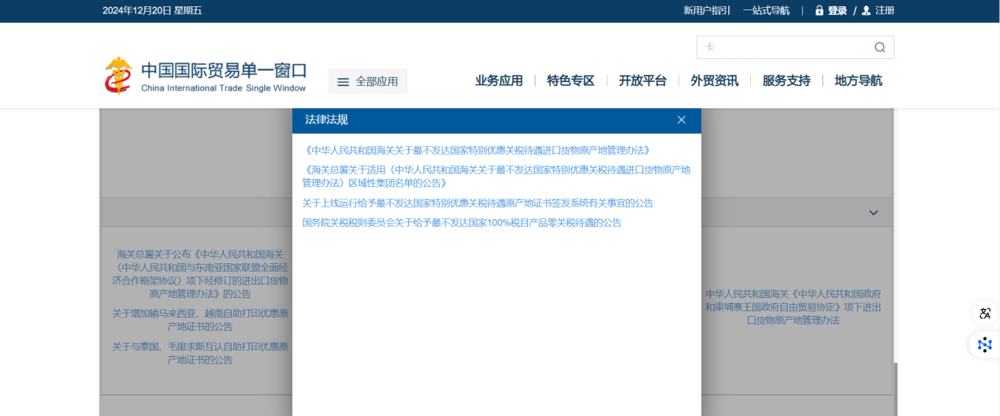 2024年12月20日 星期五
新用户指引 一站式导航 | 登录 / 注册
卡
中国国际贸易单一窗口
China International Trade Single Window
全部应用
业务应用 | 特色专区 | 开放平台 | 外贸资讯 | 服务支持 | 地方导航
法律法规
《中华人民共和国海关关于最不发达国家特别优惠关税待遇进口货物原产地管理办法》
《海关总署关于适用〈中华人民共和国海关关于最不发达国家特别优惠关税待遇进口货物原产地
管理办法〉区域性集团名单的公告》
关于上线运行给予最不发达国家特别优惠关税待遇原产地证书签发系统有关事宜的公告
国务院关税税则委员会关于给予最不发达国家100%税目产品零关税待遇的公告
海关总署关于公布《中华人民共和国海关
〈中华人民共和国与东南亚国家联盟全面经
济合作框架协议〉项下经修订的进出口货物
原产地管理办法》的公告
关于增加输马来西亚、越南自助打印优惠原
产地证书的公告
关于与泰国、毛里求斯互认自助打印优惠原
产地证书的公告
中华人民共和国海关《中华人民共和国政府
和柬埔寨王国政府自由贸易协定》项下进出
口货物原产地管理办法